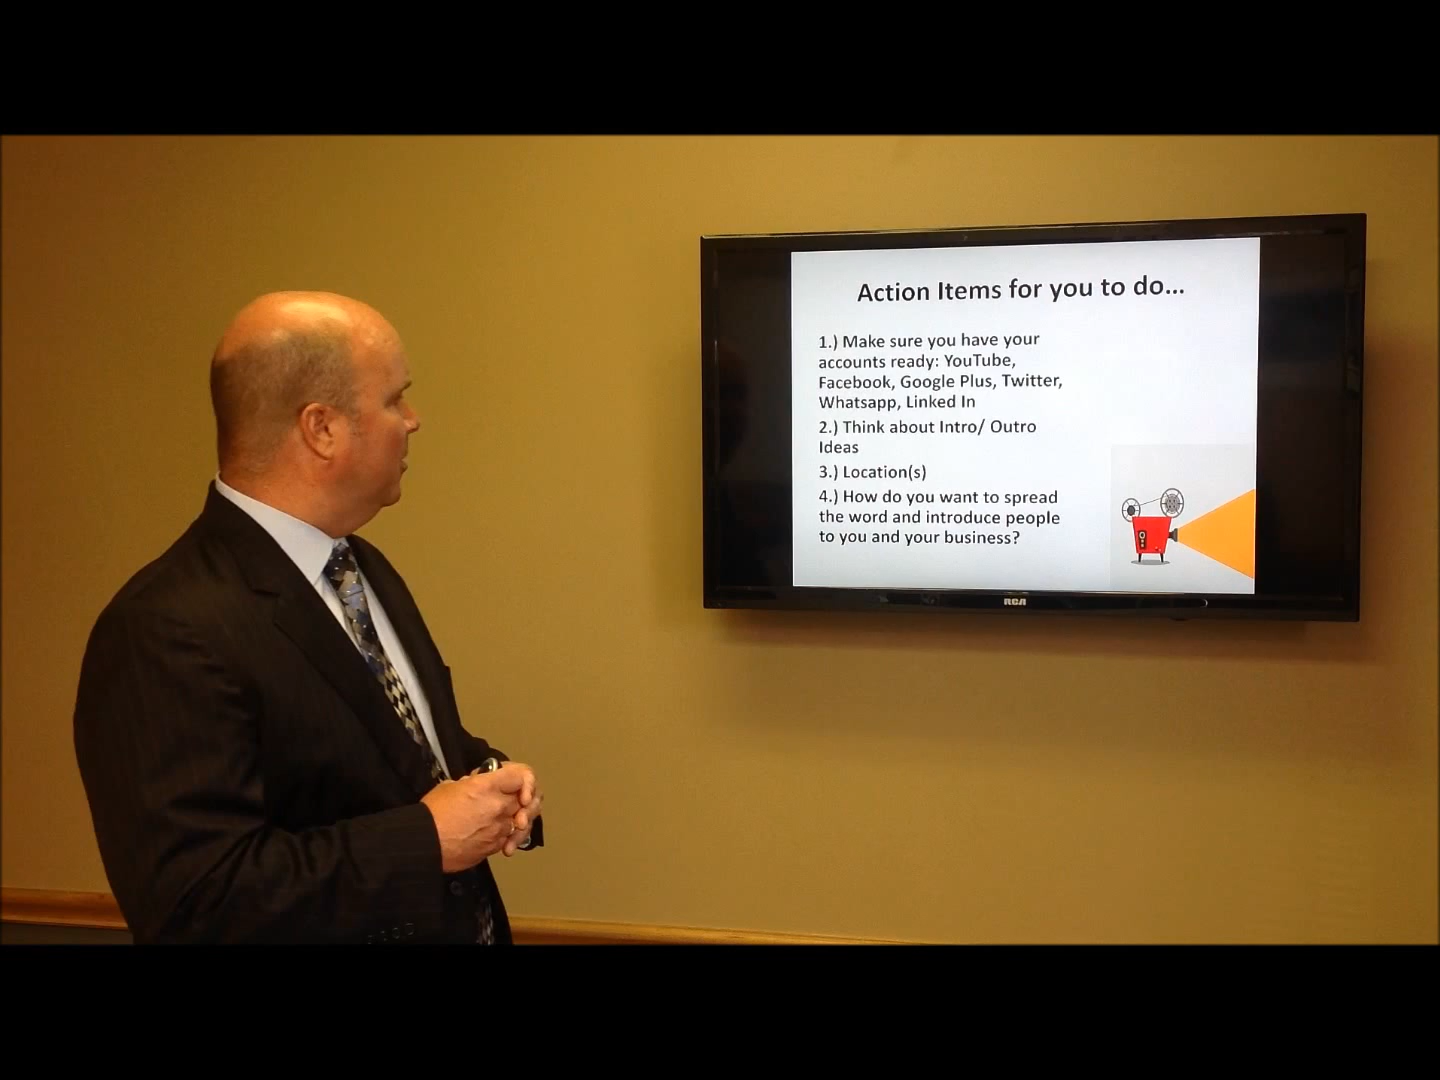 Action Items for you to do...
1.) Make sure you have your
accounts ready: YouTube,
Facebook, Google Plus, Twitter,
Whatsapp, Linked In
2.) Think about Intro/ Outro
Ideas
3.) Location(s)
4.) How do you want to spread
the word and introduce people
to you and your business?
RCA